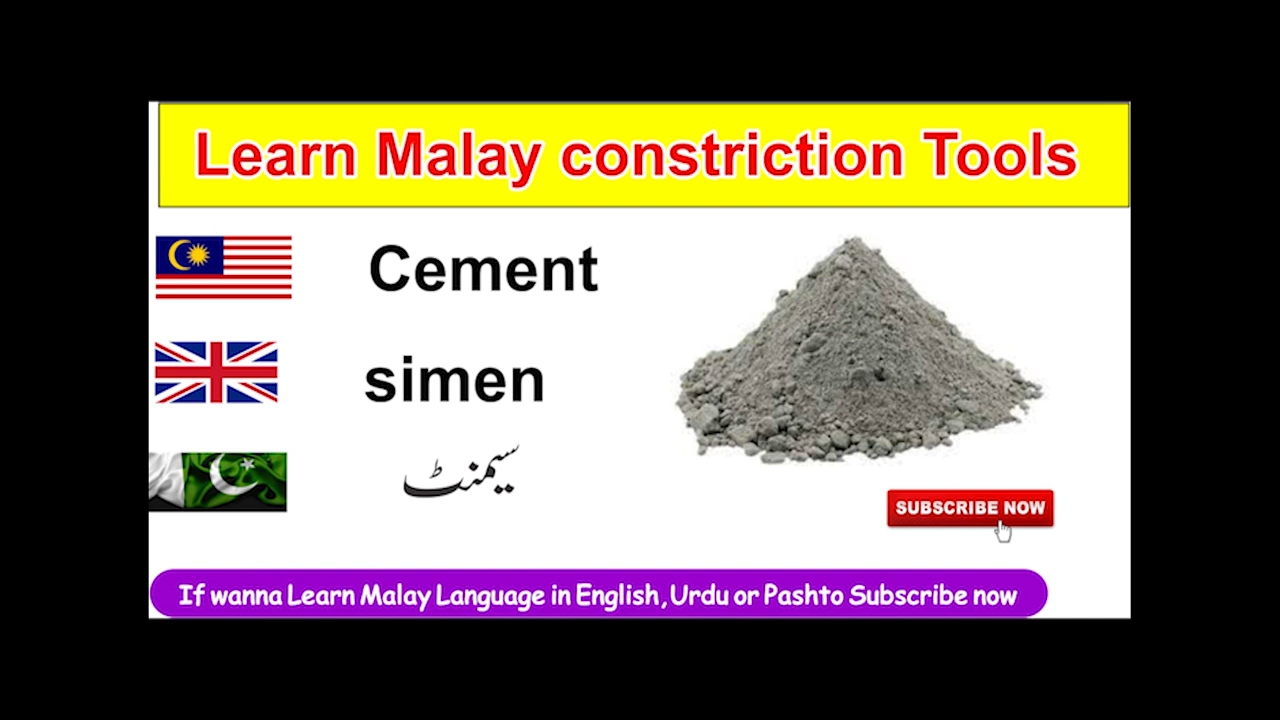 Learn Malay constriction Tools
Cement
simen
سیمنٹ
SUBSCRIBE NOW
If wanna Learn Malay Language in English,Urdu or Pashto Subscribe now